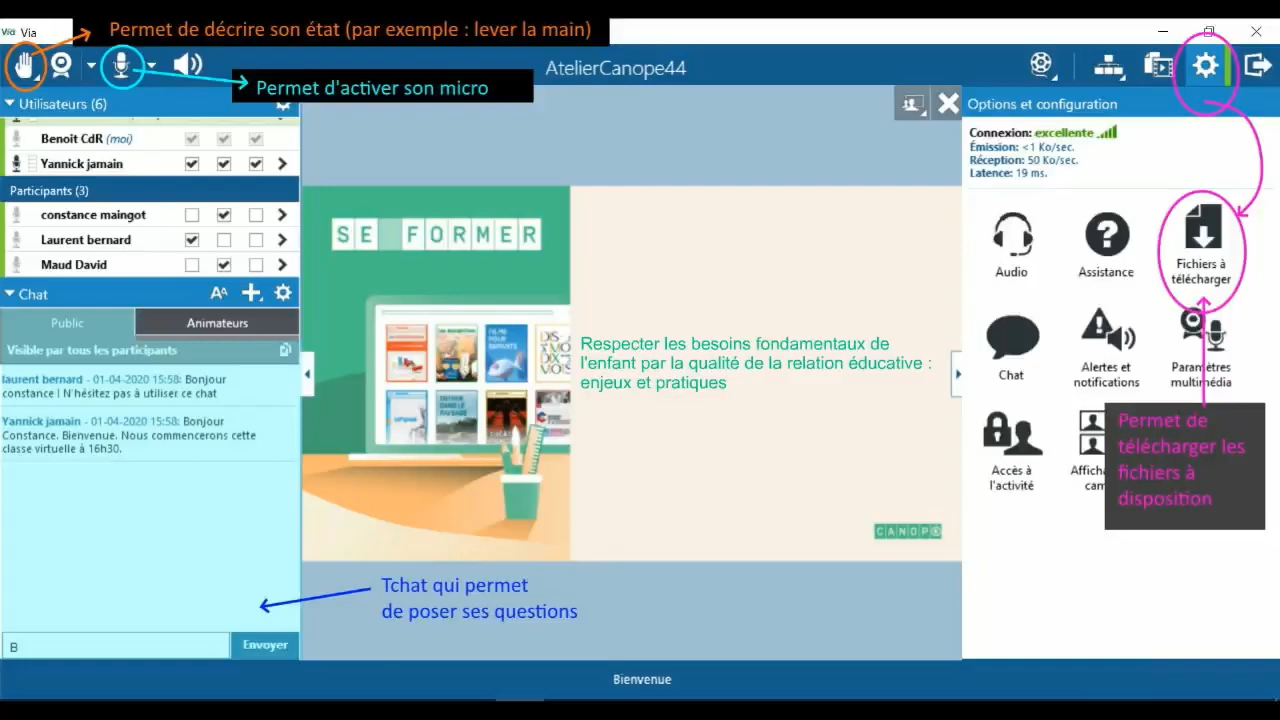 Via Via
Permet de décrire son état (par exemple : lever la main)
Permet d'activer son micro
AtelierCanope44
Utilisateurs (6)
Benoît CdR (moi)
Yannick jamain
Participants (3)
constance maingot
Laurent bernard
Maud David
Chat
AA
Public
Animateurs
Visible par tous les participants
laurent bernard - 01-04-2020 15:58: Bonjour
constance ! N'hésitez pas à utiliser ce chat
Yannick jamain - 01-04-2020 15:58: Bonjour
Constance. Bienvenue. Nous commencerons cette
classe virtuelle à 16h30.
B
Envoyer
SE FORMER
Respecter les besoins fondamentaux de
l'enfant par la qualité de la relation éducative :
enjeux et pratiques
CANOPÉ
Tchat qui permet
de poser ses questions
Options et configuration
Connexion: excellente
Émission: <1 Ko/sec.
Réception: 50 Ko/sec.
Latence: 19 ms.
Audio
Assistance
Fichiers à
télécharger
Chat
Alertes et
notifications
Paramètres
multimédia
Accès à
l'activité
Afficha
cam
Permet de
télécharger les
fichiers à
disposition
Bienvenue